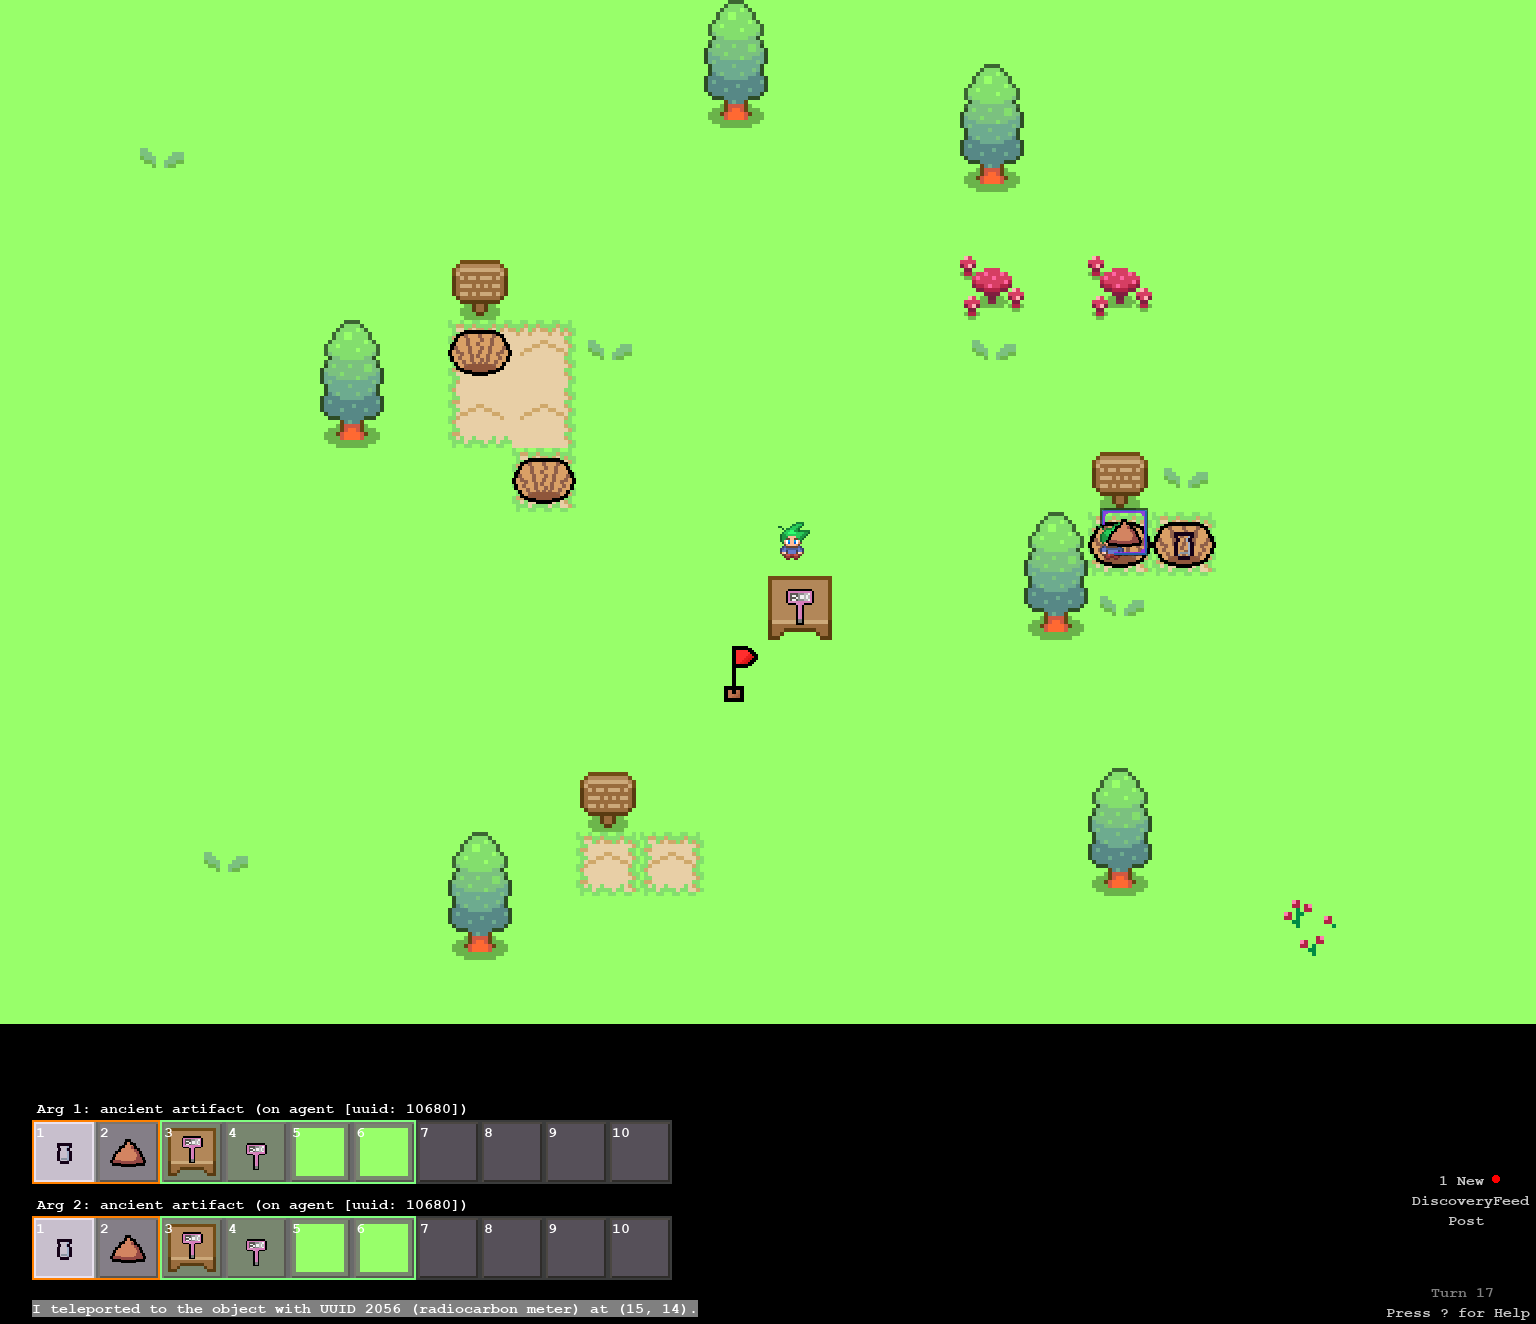 Arg 1: ancient artifact (on agent [uuid: 10680])
1 2 3 4 5 6 7 8 9 10
Arg 2: ancient artifact (on agent [uuid: 10680])
1 2 3 4 5 6 7 8 9 10
I teleported to the object with UUID 2056 (radiocarbon meter) at (15, 14).
1 New
DiscoveryFeed
Post
Turn 17
Press ? for Help